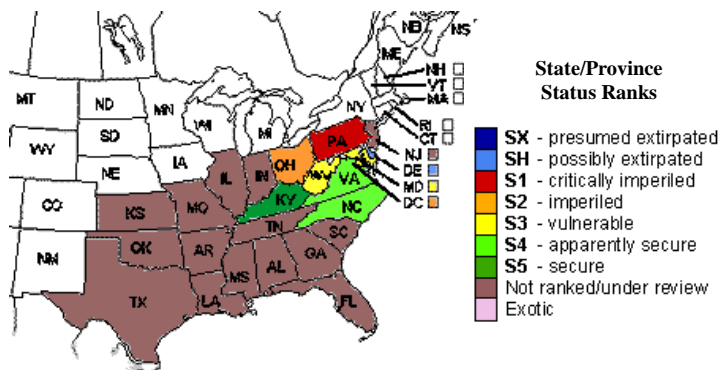 NB
NS
ME
NH
VT
MA
MT
ND
MN
NY
WI
MI
RI
CT
SD
WY
IA
PA
NJ
NE
OH
DE
IL
IN
WV
MD
CO
VA
DC
KS
MO
KY
NC
TN
OK
AR
SC
NM
MS
AL
GA
TX
LA
FL
State/Province
Status Ranks
SX - presumed extirpated
SH - possibly extirpated
S1 - critically imperiled
S2 - imperiled
S3 - vulnerable
S4 - apparently secure
S5 - secure
Not ranked/under review
Exotic